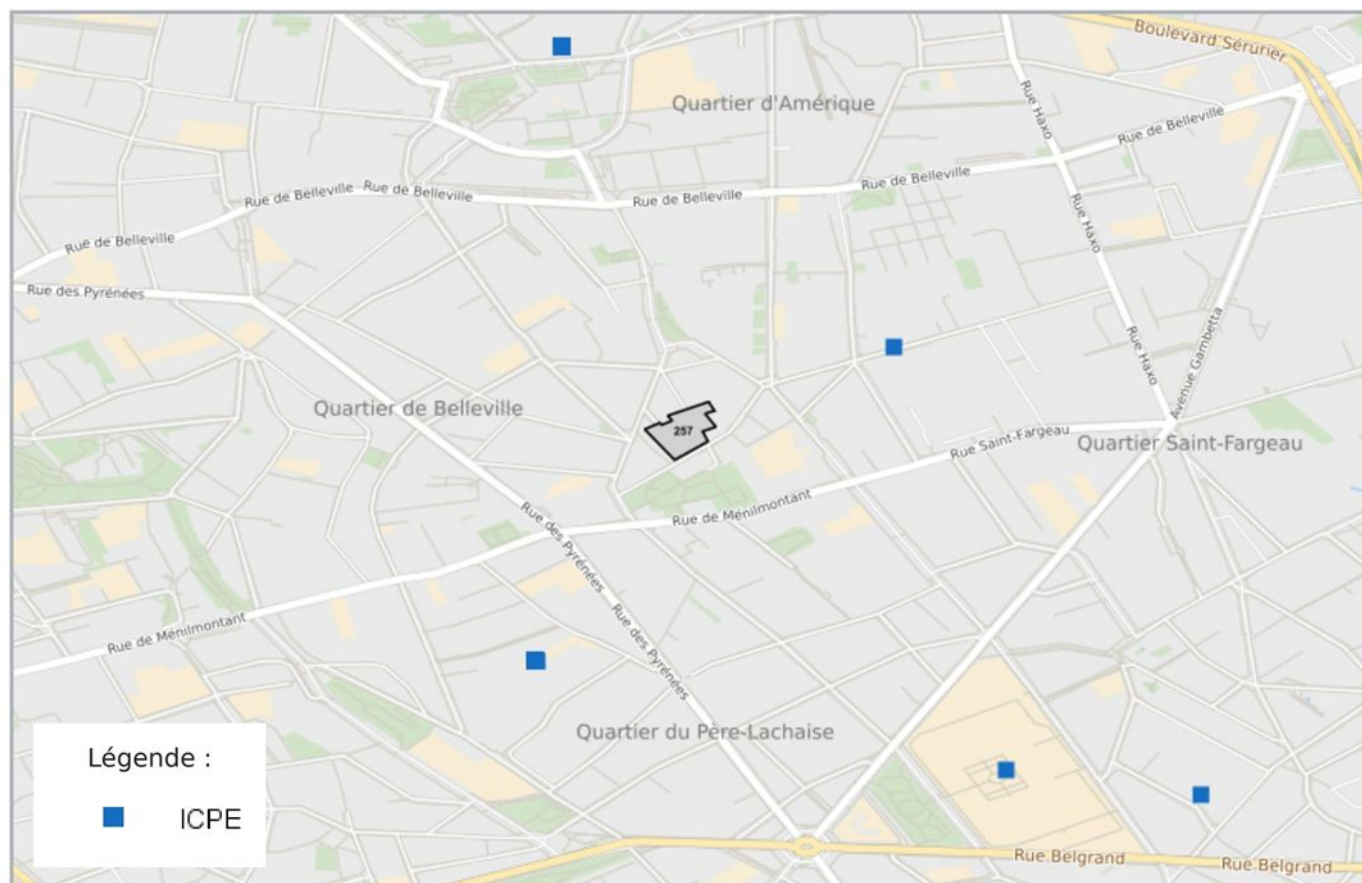 Boulevard Sérurier
Quartier d'Amérique
Rue Haxo
Rue de Belleville
Rue de Belleville
Rue de Belleville
Rue de Belleville
Rue de Belleville
Rue de Belleville
Rue Haxo
Rue des Pyrénées
Rue Haxo
Avenue Gambetta
Quartier de Belleville
257
Rue Saint-Fargeau
Quartier Saint-Fargeau
Rue de Ménilmontant
Rue des Pyrénées
Rue de Ménilmontant
Rue des Pyrénées
Quartier du Père-Lachaise
Légende :
ICPE
Rue Belgrand
Rue Belgrand